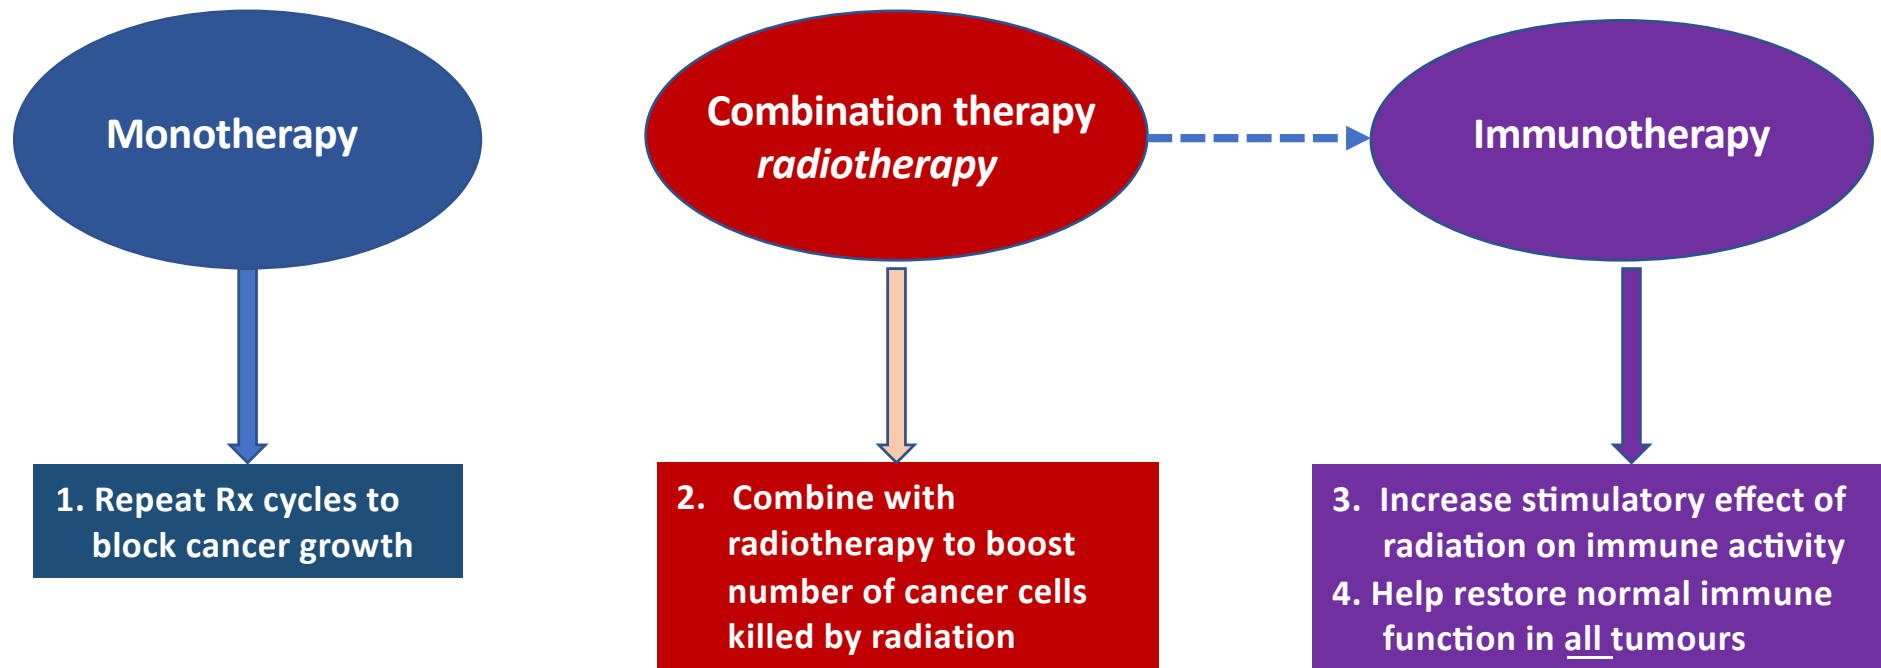 Monotherapy
Combination therapy
radiotherapy
Immunotherapy
1. Repeat Rx cycles to
block cancer growth
2. Combine with
radiotherapy to boost
number of cancer cells
killed by radiation
3. Increase stimulatory effect of
radiation on immune activity
4. Help restore normal immune
function in all tumours